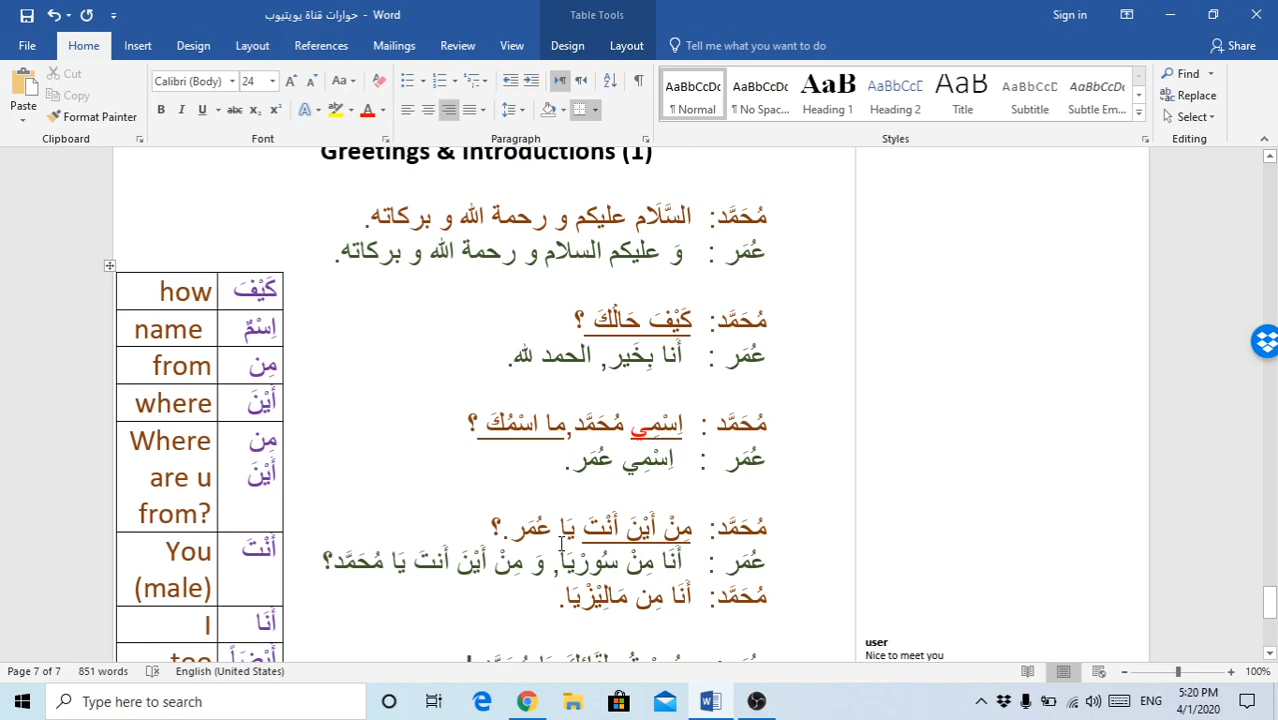 حوارات قناة يويتيوب - Word
Table Tools
Sign in
File Home Insert Design Layout References Mailings Review View Design Layout Tell me what you want to do Share
Paste
Cut
Copy
Format Painter
Clipboard
Calibri (Body) 24
Font
Paragraph
AaBbCcDc ¶ Normal
AaBbCcDc ¶ No Spac...
AaB Heading 1
AaBbCcE Heading 2
AaB Title
AaBbCcD Subtitle
AaBbCcDc Subtle Em...
Styles
Find
Replace
Select
Editing
Greetings & Introductions (1)
مُحَمَّد: السَّلَام عليكم و رحمة الله و بركاته.
عُمَر : وَ عليكم السلام و رحمة الله و بركاته.
مُحَمَّد: كَيْفَ حَالُكَ ؟
عُمَر : أَنا بِخَير, الحمد لله.
مُحَمَّد : اِسْمِي مُحَمَّد,ما اسْمُكَ ؟
عُمَر : اِسْمِي عُمَر.
مُحَمَّد: مِنْ أَيْنَ أَنْتَ يَا عُمَر.؟
عُمَر : أَنَا مِنْ سُورْيَا, وَ مِنْ أَيْنَ أَنتَ يَا مُحَمَّد؟
مُحَمَّد: أَنَا مِن مَالِيْزْيَا.
how كَيْفَ
name اِسْمٌ
from مِن
where أَيْنَ
Where are u from? مِن أَيْنَ
You (male) أَنْتَ
I أَنَا
too أَيْضَاً
user
Nice to meet you
Page 7 of 7 851 words English (United States) 100%
Type here to search
ENG
5:20 PM
4/1/2020